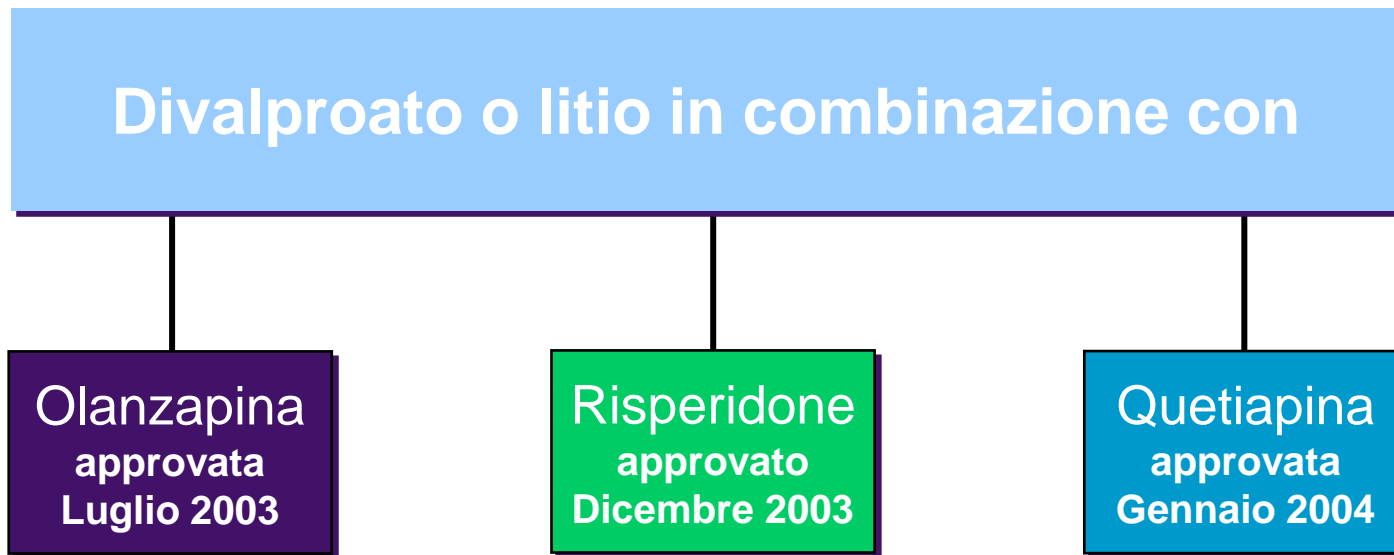 Divalproato o litio in combinazione con
Olanzapina
approvata
Luglio 2003
Risperidone
approvato
Dicembre 2003
Quetiapina
approvata
Gennaio 2004